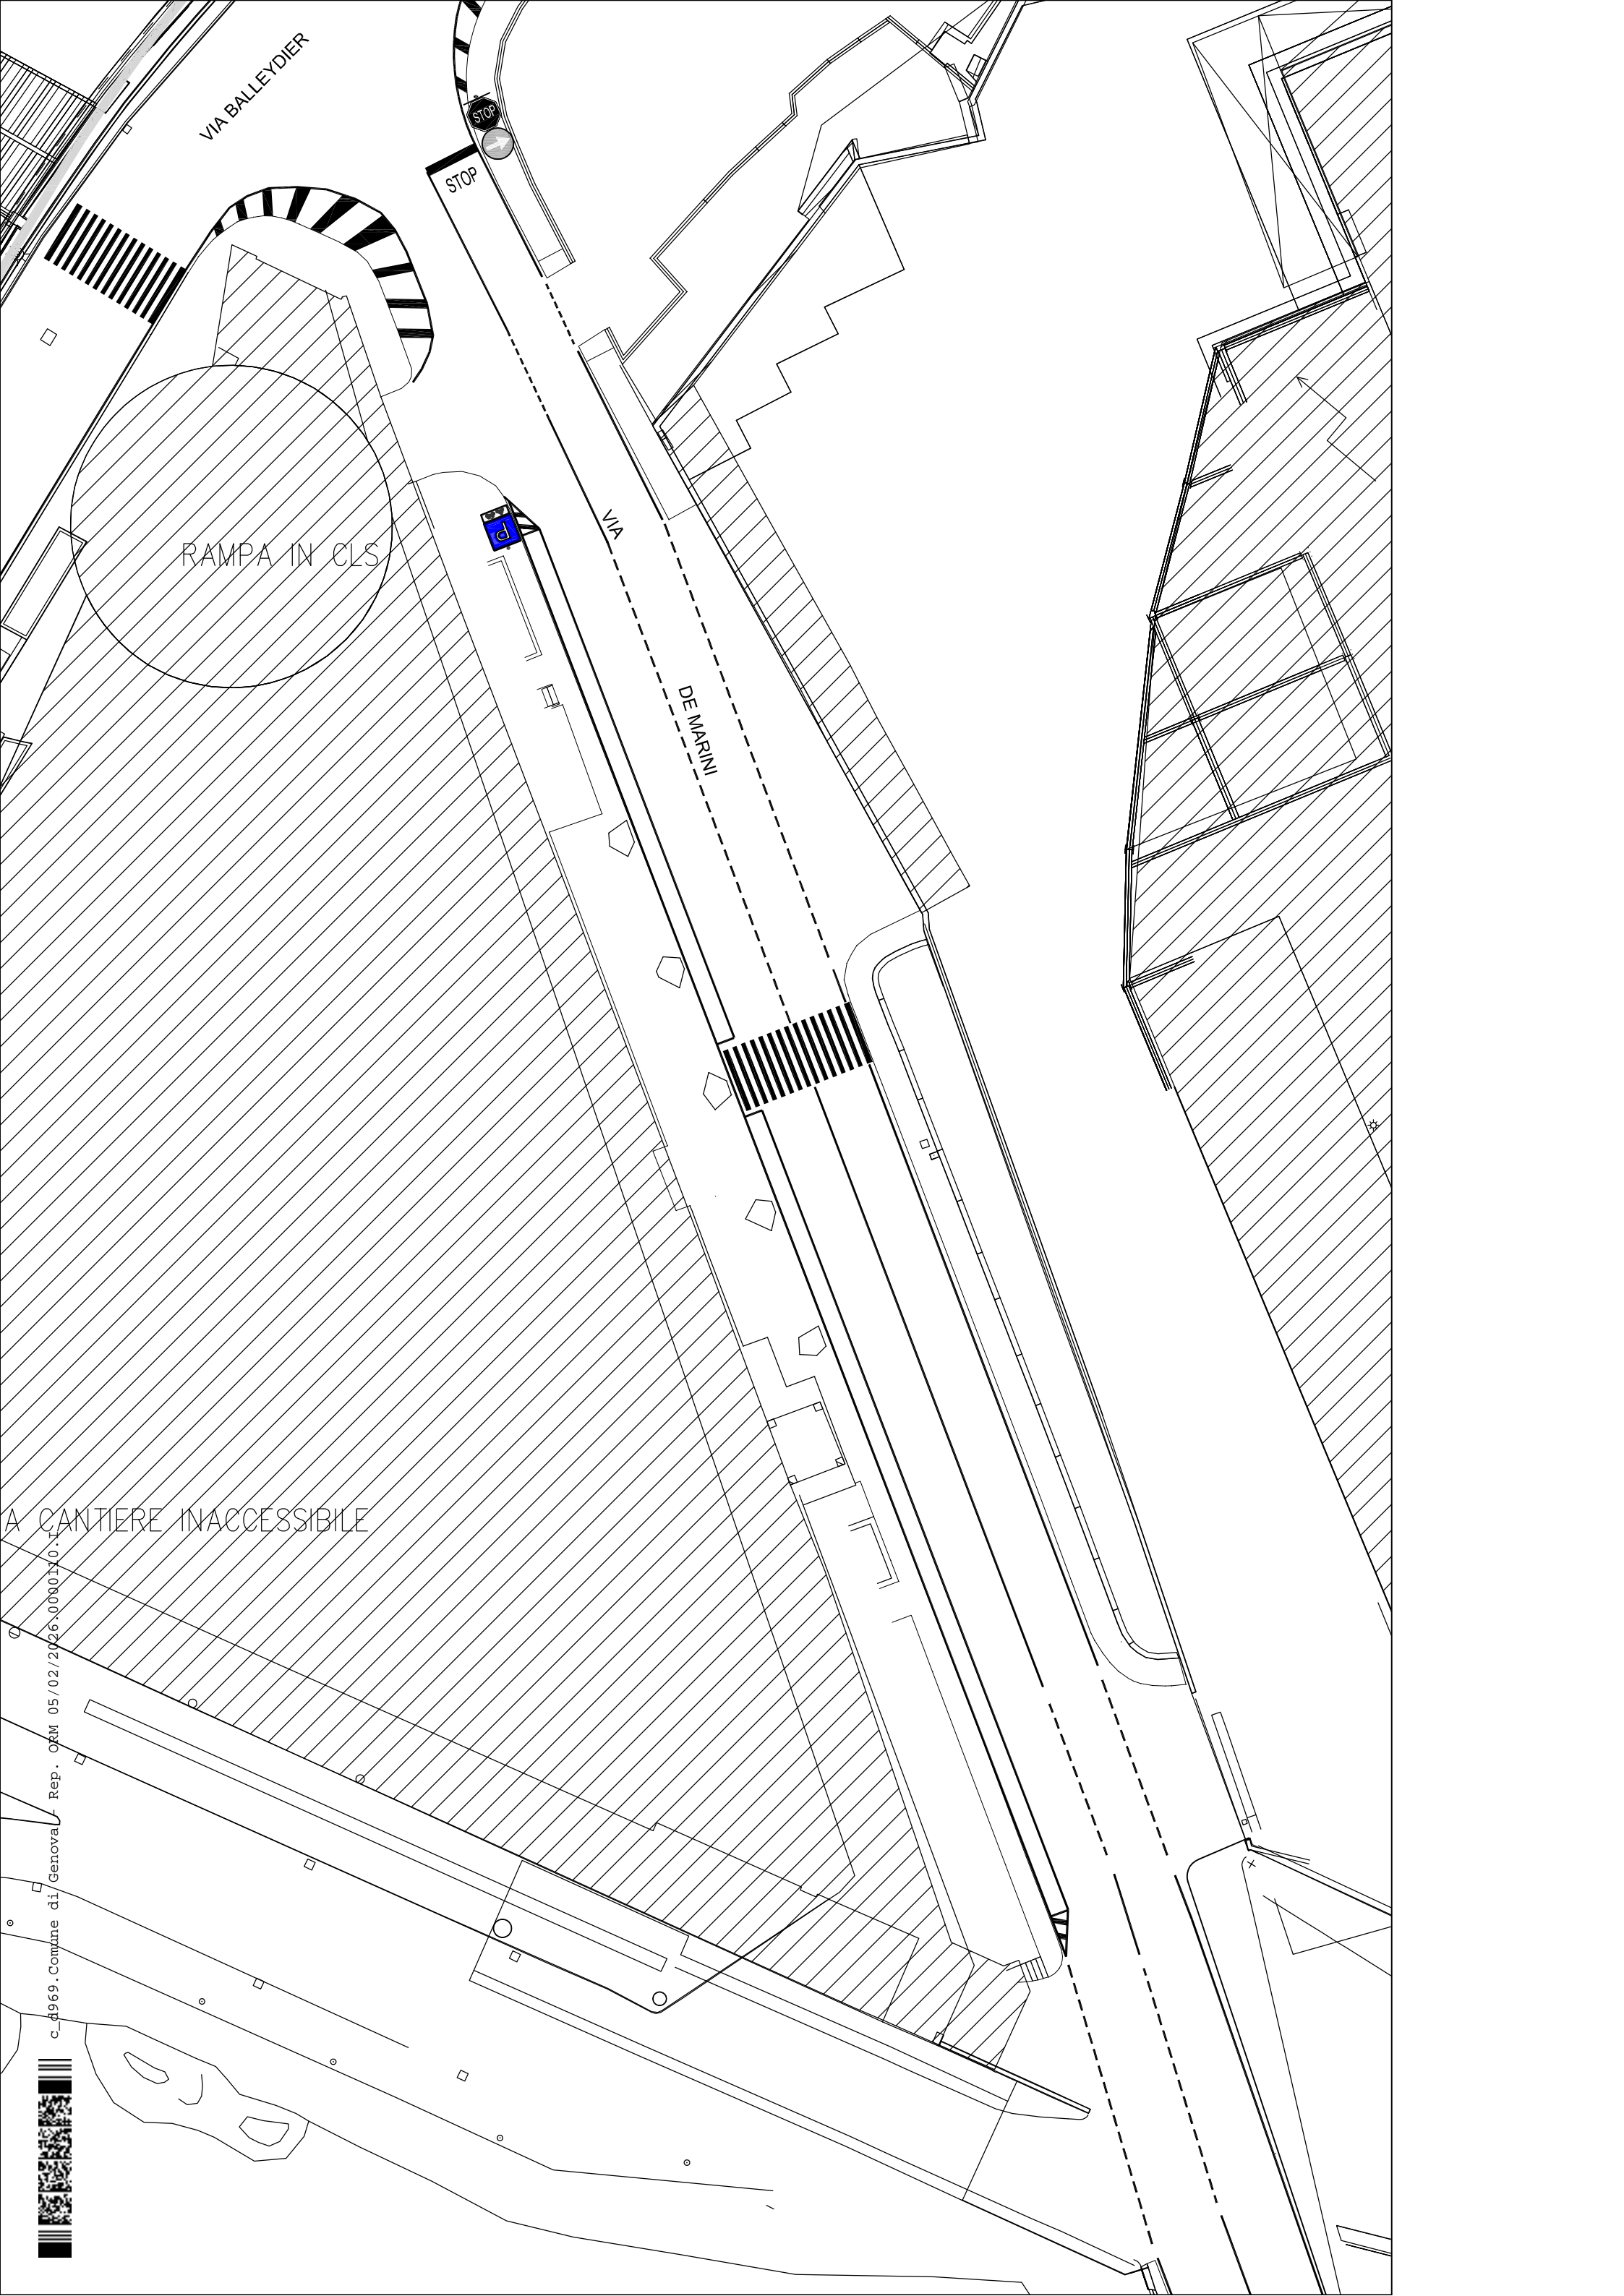 VIA BALLEYDIER
STOP
STOP
P
VIA
DE MARINI
RAMPA IN CLS
A CANTIERE INACCESSIBILE
c_d969.Comune di Genova - Rep. ORM 05/02/2026.0000110.I